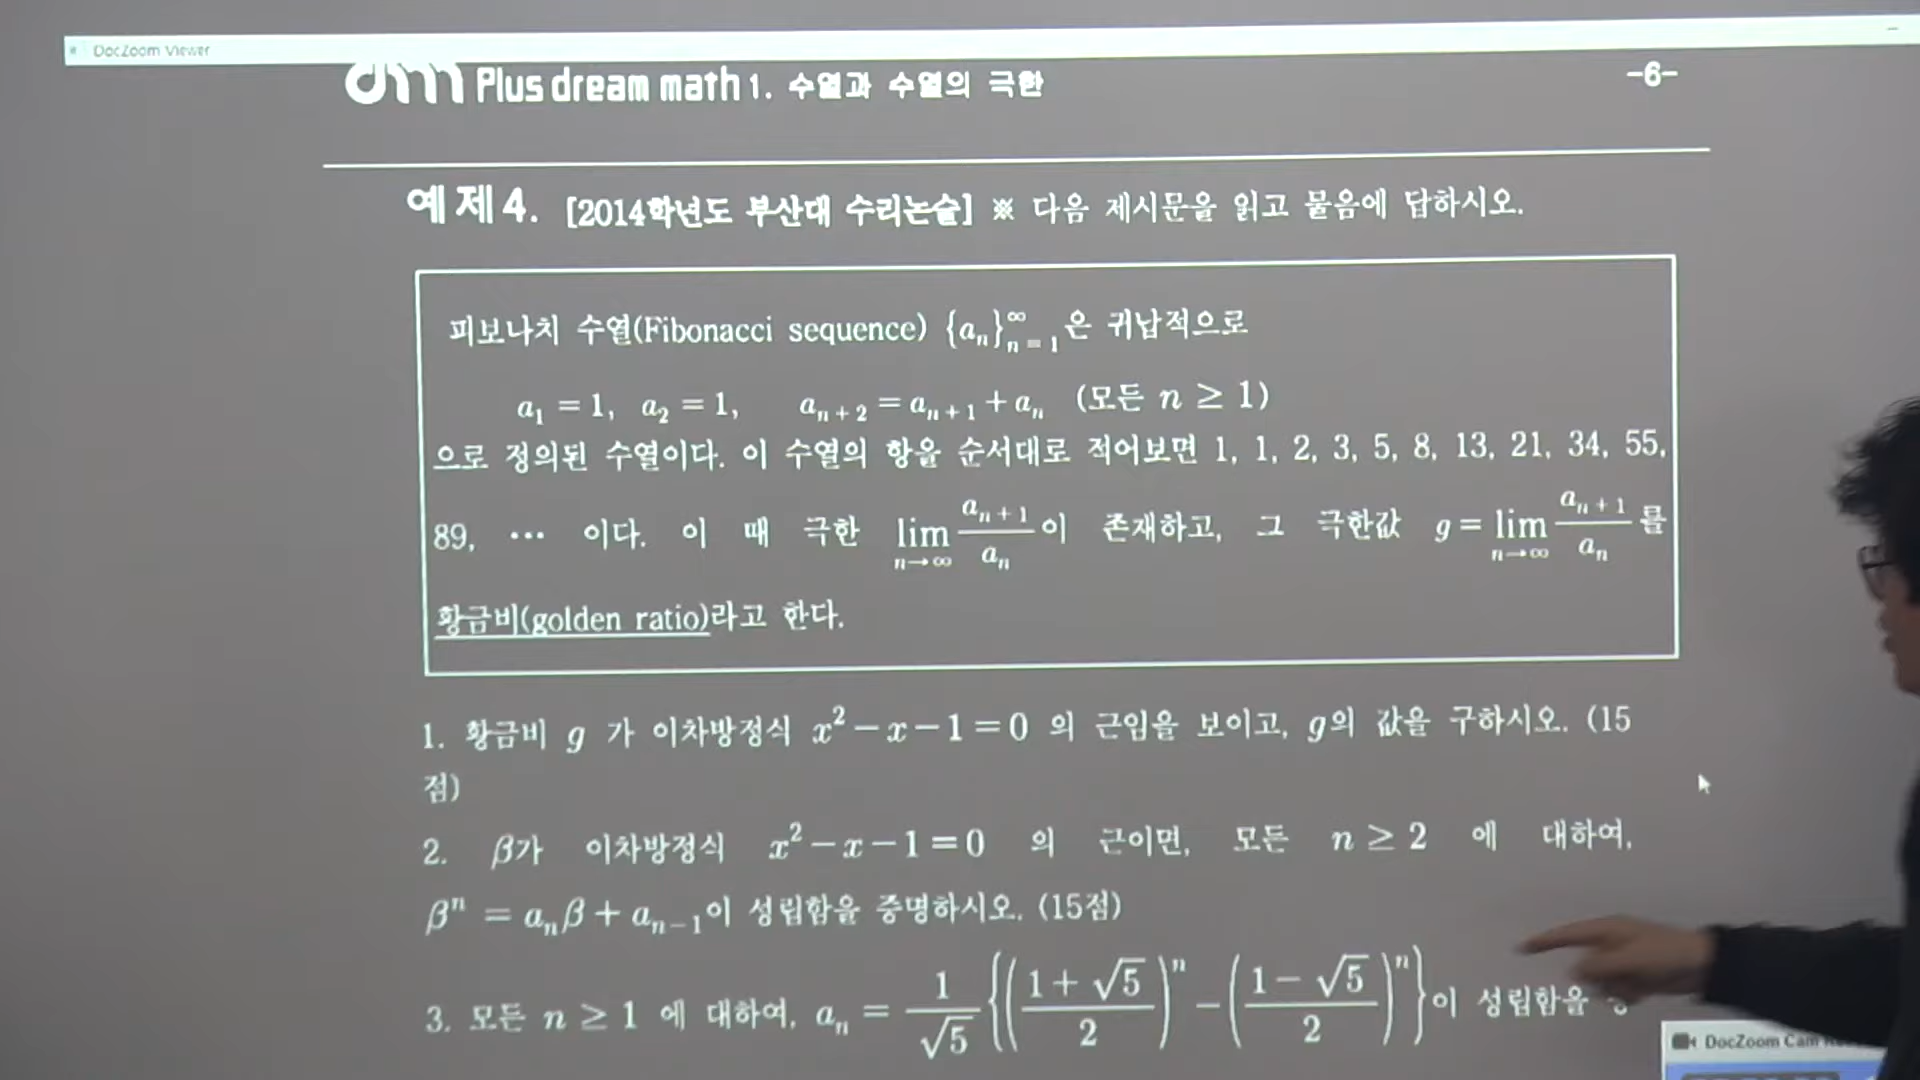 DocZoom Viewer
dm Plus dream math 1. 수열과 수열의 극한 -6-
예제4. [2014학년도 부산대 수리논술] ※ 다음 제시문을 읽고 물음에 답하시오.
피보나치 수열(Fibonacci sequence) {aₙ}_{n=1}^{∞}은 귀납적으로
a₁ = 1, a₂ = 1, aₙ₊₂ = aₙ₊₁ + aₙ (모든 n ≥ 1)
으로 정의된 수열이다. 이 수열의 항을 순서대로 적어보면 1, 1, 2, 3, 5, 8, 13, 21, 34, 55,
89, ⋯ 이다. 이 때 극한 lim_{n→∞} aₙ₊₁/aₙ 이 존재하고, 그 극한값 g = lim_{n→∞} aₙ₊₁/aₙ 를
황금비(golden ratio)라고 한다.
1. 황금비 g 가 이차방정식 x² − x − 1 = 0 의 근임을 보이고, g의 값을 구하시오. (15
점)
2. β가 이차방정식 x² − x − 1 = 0 의 근이면, 모든 n ≥ 2 에 대하여,
βⁿ = aₙβ + aₙ₋₁이 성립함을 증명하시오. (15점)
3. 모든 n ≥ 1 에 대하여, aₙ = 1/√5 {((1+√5)/2)ⁿ − ((1−√5)/2)ⁿ}이 성립함을
DocZoom Cam